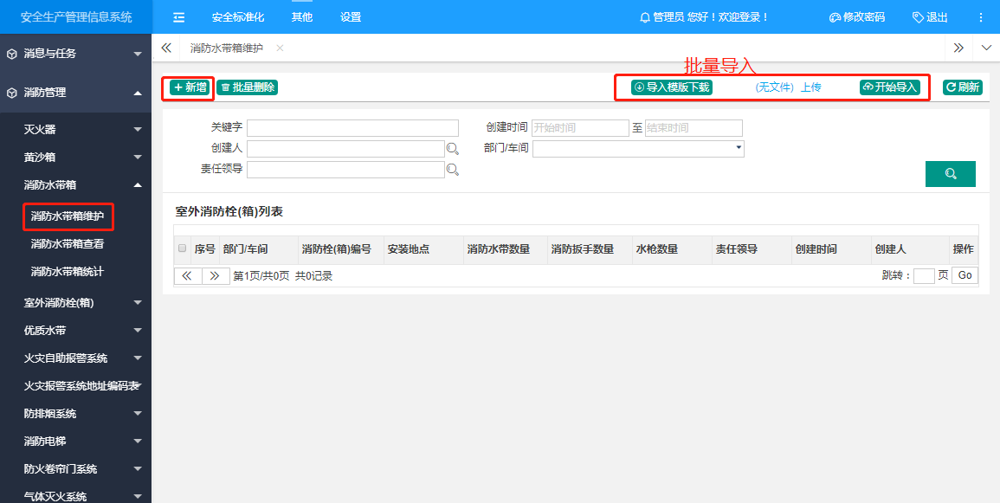 安全生产管理信息系统
安全标准化 其他 设置
管理员 您好！欢迎登录！
修改密码 退出
消息与任务
消防管理
灭火器
黄沙箱
消防水带箱
消防水带箱维护
消防水带箱查看
消防水带箱统计
室外消防栓(箱)
优质水带
火灾自助报警系统
火灾报警系统地址编码表
防排烟系统
消防电梯
防火卷帘门系统
气体灭火系统
消防水带箱维护
批量导入
新增 批量删除 导入模版下载 (无文件) 上传 开始导入 刷新
关键字 创建时间 开始时间 至 结束时间
创建人 部门/车间
责任领导
室外消防栓(箱)列表
序号 部门/车间 消防栓(箱)编号 安装地点 消防水带数量 消防扳手数量 水枪数量 责任领导 创建时间 创建人 操作
第1页/共0页 共0记录 跳转： 页 Go